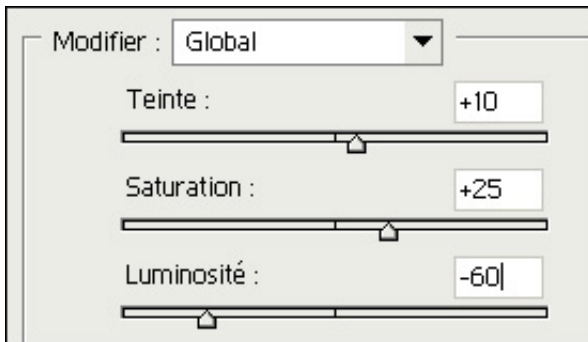 Modifier : Global
Teinte : +10
Saturation : +25
Luminosité : -60